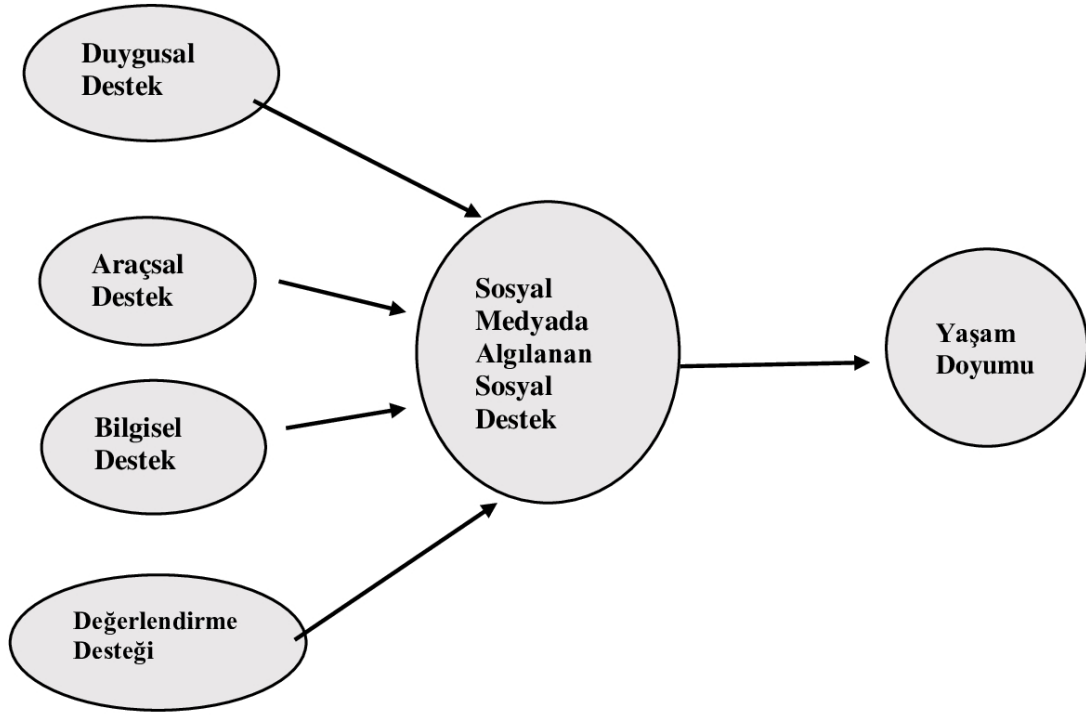 Duygusal
Destek
Araçsal
Destek
Bilgisel
Destek
Değerlendirme
Desteği
Sosyal
Medyada
Algılanan
Sosyal
Destek
Yaşam
Doyumu